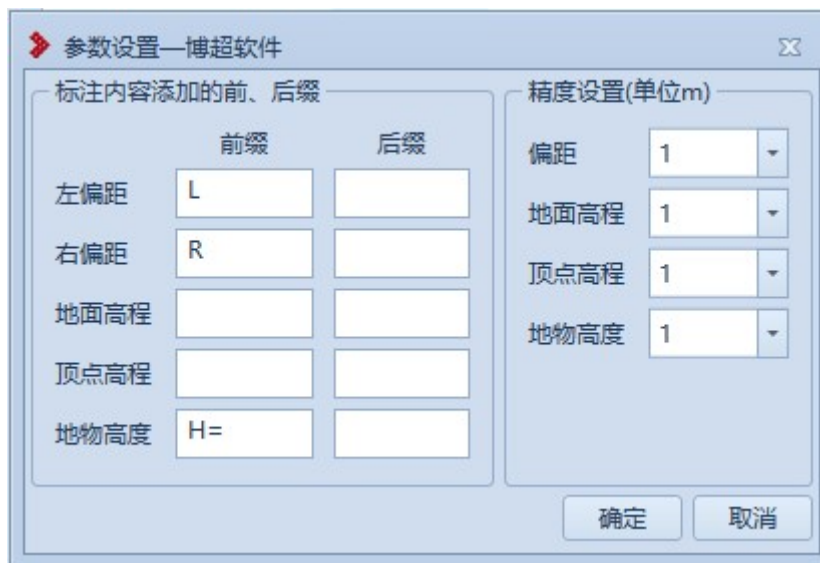 参数设置—博超软件
标注内容添加的前、后缀
前缀 后缀
左偏距 L
右偏距 R
地面高程
顶点高程
地物高度 H=
精度设置(单位m)
偏距 1
地面高程 1
顶点高程 1
地物高度 1
确定 取消